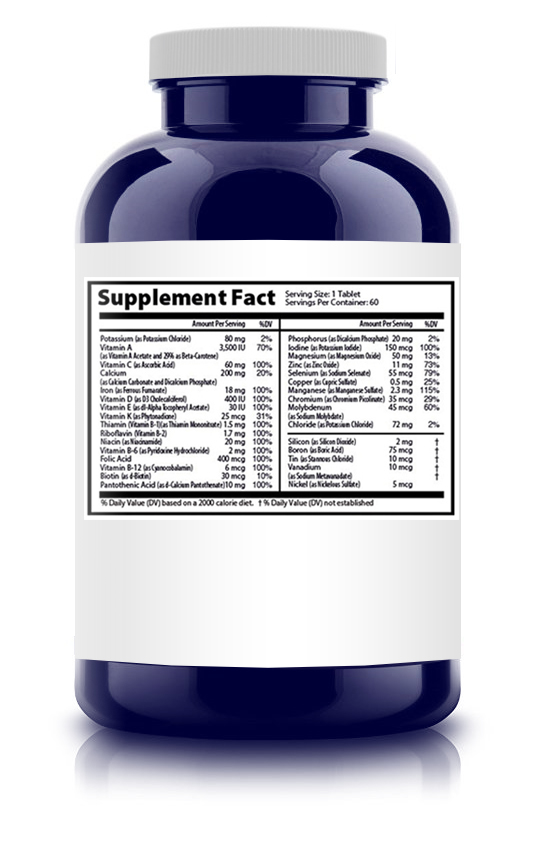 Supplement Fact
Serving Size: 1 Tablet
Servings Per Container: 60
Amount Per Serving %DV
Potassium (as Potassium Chloride) 80 mg 2%
Vitamin A 3,500 IU 70%
(as Vitamin A Acetate and 29% as Beta-Carotene)
Vitamin C (as Ascorbic Acid) 60 mg 100%
Calcium 200 mg 20%
(as Calcium Carbonate and Dicalcium Phosphate)
Iron (as Ferrous Fumarate) 18 mg 100%
Vitamin D (as D3 Cholecalciferol) 400 IU 100%
Vitamin E (as dl-Alpha Tocopheryl Acetate) 30 IU 100%
Vitamin K (as Phytonadione) 25 mcg 31%
Thiamin (Vitamin B-1)(as Thiamin Mononitrate) 1.5 mg 100%
Riboflavin (Vitamin B-2) 1.7 mg 100%
Niacin (as Niacinamide) 20 mg 100%
Vitamin B-6 (as Pyridoxine Hydrochloride) 2 mg 100%
Folic Acid 400 mcg 100%
Vitamin B-12 (as Cyanocobalamin) 6 mcg 100%
Biotin (as d-Biotin) 30 mcg 10%
Pantothenic Acid (as d-Calcium Pantothenate) 10 mg 100%
Amount Per Serving %DV
Phosphorus (as Dicalcium Phosphate) 20 mg 2%
Iodine (as Potassium Iodide) 150 mcg 100%
Magnesium (as Magnesium Oxide) 50 mg 13%
Zinc (as Zinc Oxide) 11 mg 73%
Selenium (as Sodium Selenate) 55 mcg 79%
Copper (as Cupric Sulfate) 0.5 mg 25%
Manganese (as Manganese Sulfate) 2.3 mg 115%
Chromium (as Chromium Picolinate) 35 mcg 29%
Molybdenum 45 mcg 60%
(as Sodium Molybdate)
Chloride (as Potassium Chloride) 72 mg 2%
Silicon (as Silicon Dioxide) 2 mg †
Boron (as Boric Acid) 75 mcg †
Tin (as Stannous Chloride) 10 mcg †
Vanadium 10 mcg †
(as Sodium Metavanadate) †
Nickel (as Nickelous Sulfate) 5 mcg
% Daily Value (DV) based on a 2000 calorie diet. † % Daily Value (DV) not established